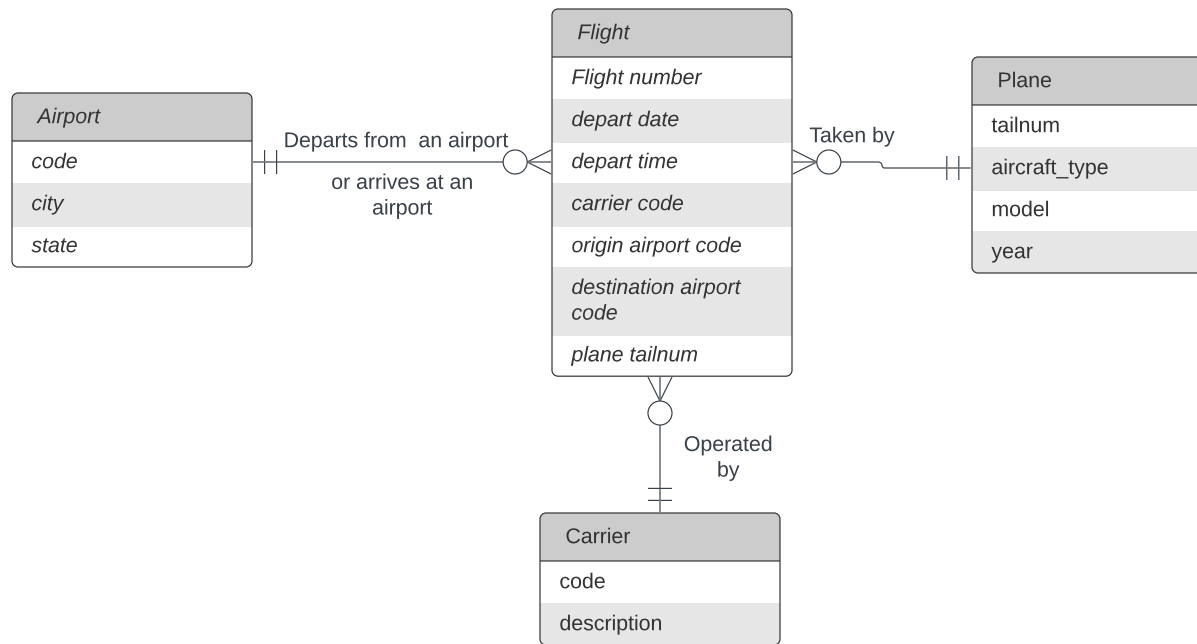 Airport
code
city
state
Departs from  an airport
or arrives at an
airport
Flight
Flight number
depart date
depart time
carrier code
origin airport code
destination airport
code
plane tailnum
Taken by
Plane
tailnum
aircraft_type
model
year
Operated
by
Carrier
code
description